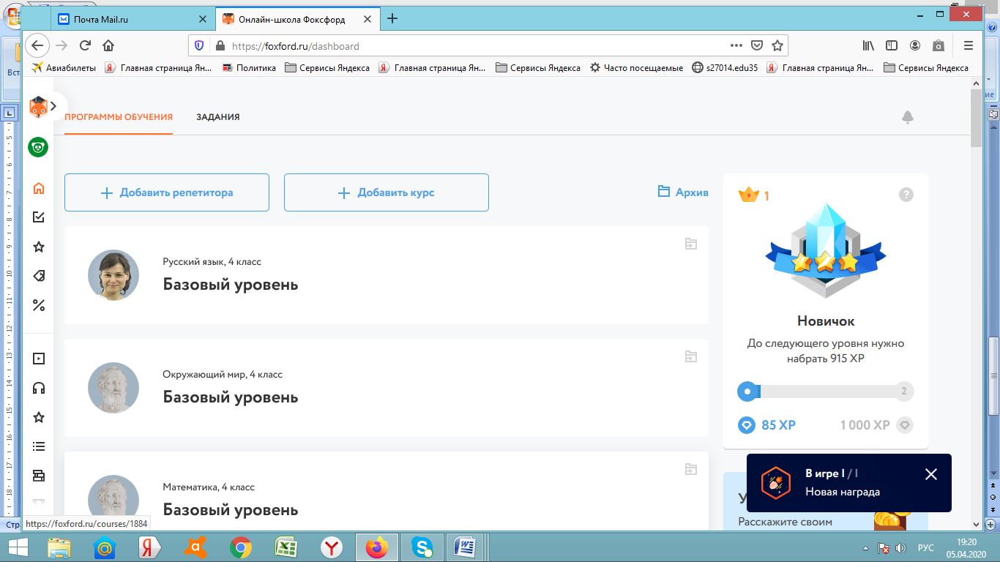 Почта Mail.ru
Онлайн-школа Фоксфорд
https://foxford.ru/dashboard
Авиабилеты
Главная страница Ян...
Политика
Сервисы Яндекса
Главная страница Ян...
Сервисы Яндекса
Часто посещаемые
s27014.edu35
Главная страница Ян...
Сервисы Яндекса
ПРОГРАММЫ ОБУЧЕНИЯ
ЗАДАНИЯ
Добавить репетитора
Добавить курс
Архив
Русский язык, 4 класс
Базовый уровень
Окружающий мир, 4 класс
Базовый уровень
Математика, 4 класс
Базовый уровень
1
?
Новичок
До следующего уровня нужно
набрать 915 XP
2
85 XP
1 000 XP
В игре I / I
Новая награда
Расскажите своим
https://foxford.ru/courses/1884
РУС
19:20
05.04.2020